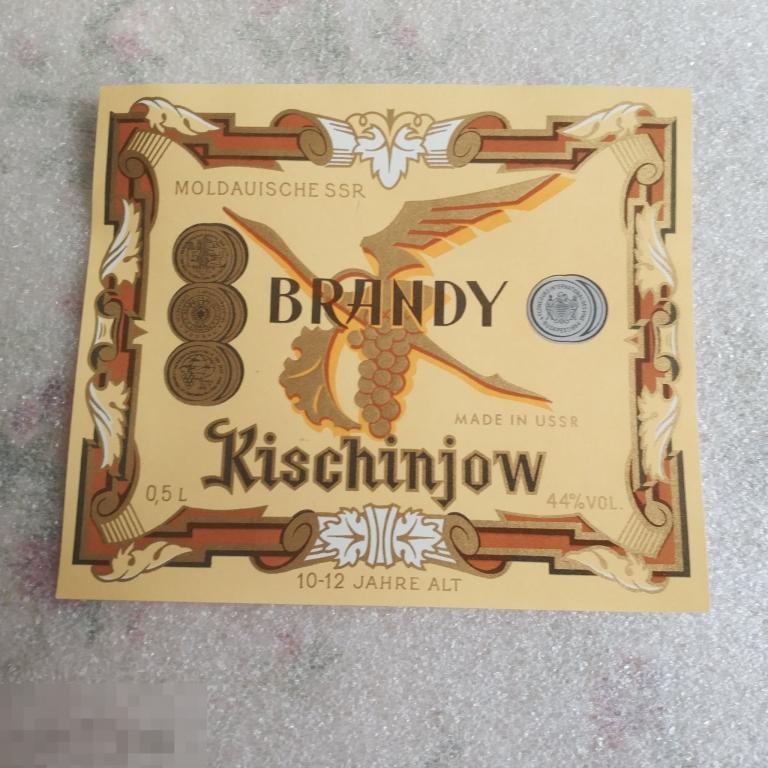 MOLDAUISCHE SSR
BRANDY
MADE IN USSR
Kischinjow
0,5 L
44% VOL.
10-12 JAHRE ALT